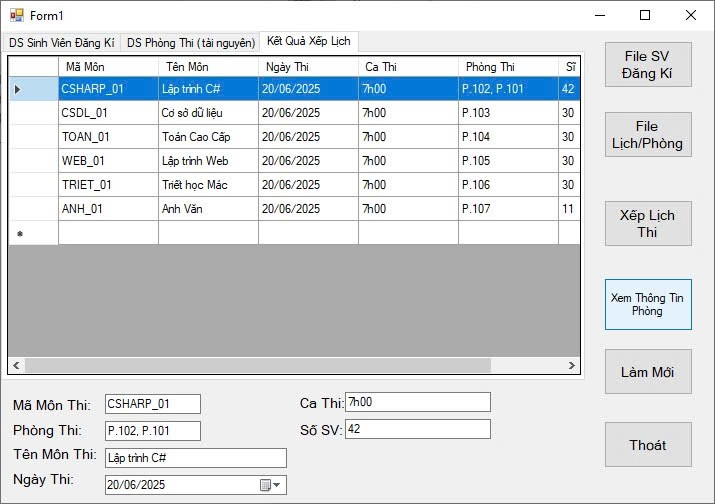 Form1
DS Sinh Viên Đăng Kí DS Phòng Thi (tài nguyên) Kết Quả Xếp Lịch
Mã Môn Tên Môn Ngày Thi Ca Thi Phòng Thi Sĩ
CSHARP_01 Lập trình C# 20/06/2025 7h00 P.102, P.101 42
CSDL_01 Cơ sở dữ liệu 20/06/2025 7h00 P.103 30
TOAN_01 Toán Cao Cấp 20/06/2025 7h00 P.104 30
WEB_01 Lập trình Web 20/06/2025 7h00 P.105 30
TRIET_01 Triết học Mác 20/06/2025 7h00 P.106 30
ANH_01 Anh Văn 20/06/2025 7h00 P.107 11
Mã Môn Thi: CSHARP_01 Ca Thi: 7h00
Phòng Thi: P.102, P.101 Số SV: 42
Tên Môn Thi: Lập trình C#
Ngày Thi: 20/06/2025
File SV
Đăng Kí
File
Lịch/Phòng
Xếp Lịch
Thi
Xem Thông Tin
Phòng
Làm Mới
Thoát